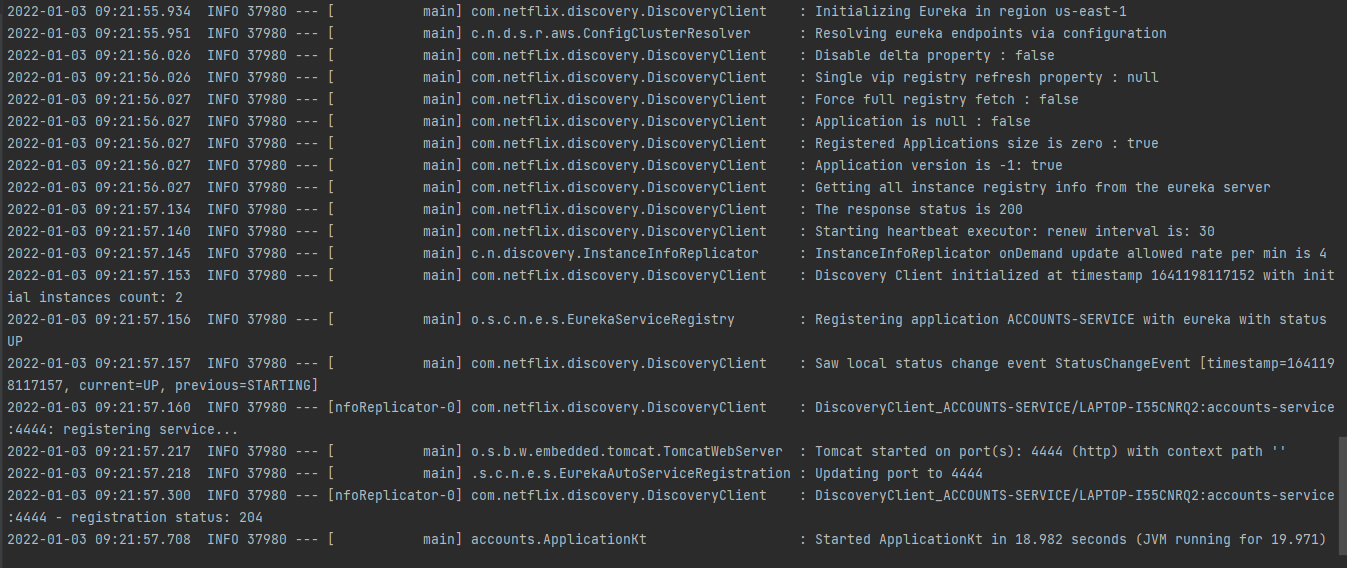 2022-01-03 09:21:55.934  INFO 37980 --- [           main] com.netflix.discovery.DiscoveryClient    : Initializing Eureka in region us-east-1
2022-01-03 09:21:55.951  INFO 37980 --- [           main] c.n.d.s.r.aws.ConfigClusterResolver      : Resolving eureka endpoints via configuration
2022-01-03 09:21:56.026  INFO 37980 --- [           main] com.netflix.discovery.DiscoveryClient    : Disable delta property : false
2022-01-03 09:21:56.026  INFO 37980 --- [           main] com.netflix.discovery.DiscoveryClient    : Single vip registry refresh property : null
2022-01-03 09:21:56.027  INFO 37980 --- [           main] com.netflix.discovery.DiscoveryClient    : Force full registry fetch : false
2022-01-03 09:21:56.027  INFO 37980 --- [           main] com.netflix.discovery.DiscoveryClient    : Application is null : false
2022-01-03 09:21:56.027  INFO 37980 --- [           main] com.netflix.discovery.DiscoveryClient    : Registered Applications size is zero : true
2022-01-03 09:21:56.027  INFO 37980 --- [           main] com.netflix.discovery.DiscoveryClient    : Application version is -1: true
2022-01-03 09:21:56.027  INFO 37980 --- [           main] com.netflix.discovery.DiscoveryClient    : Getting all instance registry info from the eureka server
2022-01-03 09:21:57.134  INFO 37980 --- [           main] com.netflix.discovery.DiscoveryClient    : The response status is 200
2022-01-03 09:21:57.140  INFO 37980 --- [           main] com.netflix.discovery.DiscoveryClient    : Starting heartbeat executor: renew interval is: 30
2022-01-03 09:21:57.145  INFO 37980 --- [           main] c.n.discovery.InstanceInfoReplicator     : InstanceInfoReplicator onDemand update allowed rate per min is 4
2022-01-03 09:21:57.153  INFO 37980 --- [           main] com.netflix.discovery.DiscoveryClient    : Discovery Client initialized at timestamp 1641198117152 with init
ial instances count: 2
2022-01-03 09:21:57.156  INFO 37980 --- [           main] o.s.c.n.e.s.EurekaServiceRegistry        : Registering application ACCOUNTS-SERVICE with eureka with status
UP
2022-01-03 09:21:57.157  INFO 37980 --- [           main] com.netflix.discovery.DiscoveryClient    : Saw local status change event StatusChangeEvent [timestamp=164119
8117157, current=UP, previous=STARTING]
2022-01-03 09:21:57.160  INFO 37980 --- [nfoReplicator-0] com.netflix.discovery.DiscoveryClient    : DiscoveryClient_ACCOUNTS-SERVICE/LAPTOP-I55CNRQ2:accounts-service
:4444: registering service...
2022-01-03 09:21:57.217  INFO 37980 --- [           main] o.s.b.w.embedded.tomcat.TomcatWebServer  : Tomcat started on port(s): 4444 (http) with context path ''
2022-01-03 09:21:57.218  INFO 37980 --- [           main] .s.c.n.e.s.EurekaAutoServiceRegistration : Updating port to 4444
2022-01-03 09:21:57.300  INFO 37980 --- [nfoReplicator-0] com.netflix.discovery.DiscoveryClient    : DiscoveryClient_ACCOUNTS-SERVICE/LAPTOP-I55CNRQ2:accounts-service
:4444 - registration status: 204
2022-01-03 09:21:57.708  INFO 37980 --- [           main] accounts.ApplicationKt                   : Started ApplicationKt in 18.982 seconds (JVM running for 19.971)